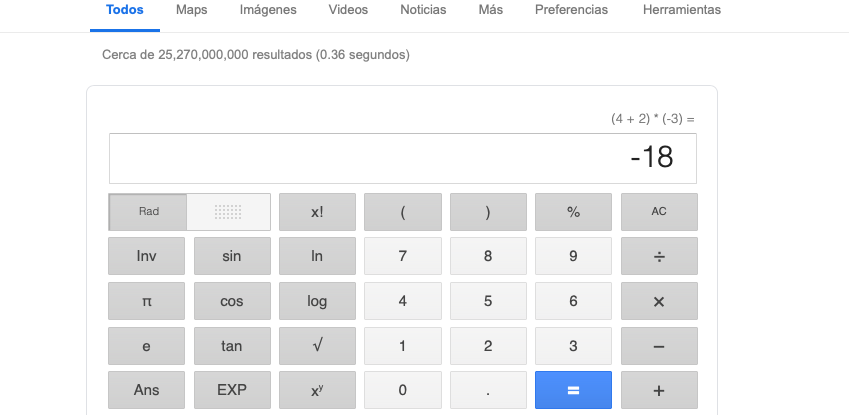 Todos Maps Imágenes Videos Noticias Más Preferencias Herramientas
Cerca de 25,270,000,000 resultados (0.36 segundos)
(4 + 2) * (-3) =
-18
Rad x! ( ) % AC
Inv sin ln 7 8 9 ÷
π cos log 4 5 6 ×
e tan √ 1 2 3 −
Ans EXP xʸ 0 . = +